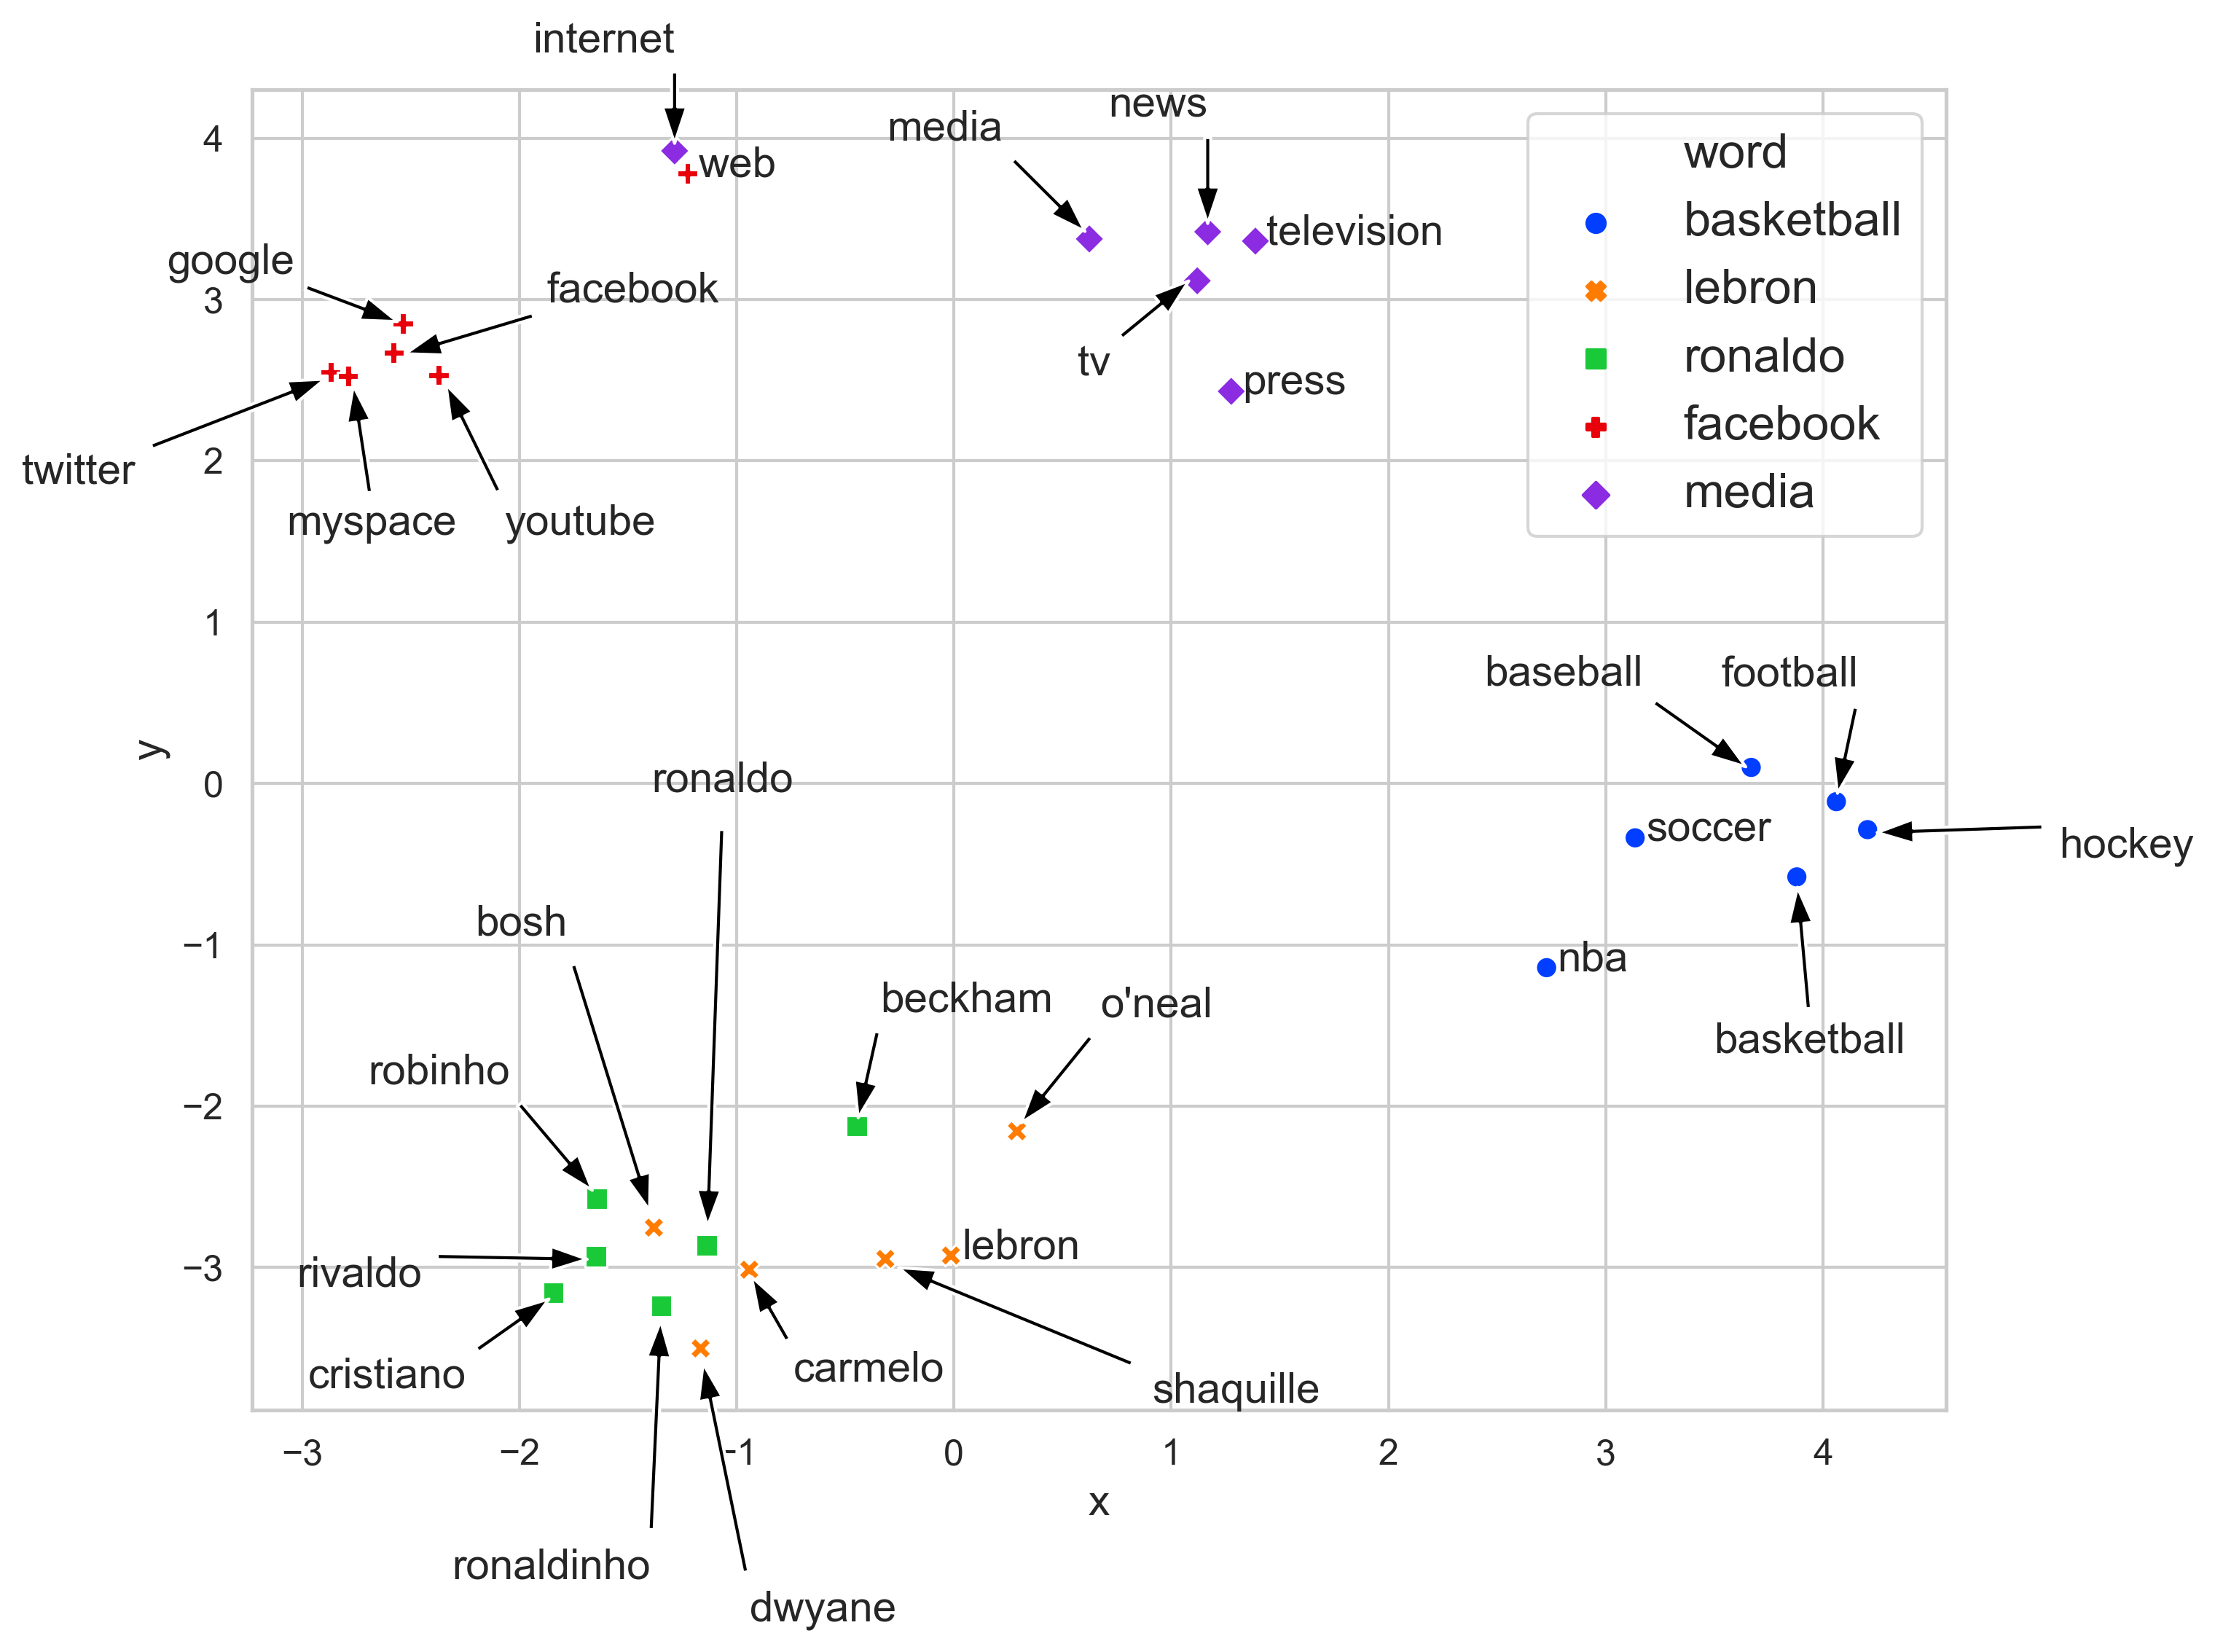 internet
news
media
4
web
word
basketball
television
google
facebook
3
lebron
tv
ronaldo
press
facebook
twitter
2
media
myspace
youtube
1
baseball
football
y
ronaldo
0
soccer
hockey
bosh
−1
nba
beckham
o'neal
basketball
robinho
−2
lebron
rivaldo
−3
cristiano
carmelo
shaquille
−3
−2
−1
0
1
2
3
4
x
ronaldinho
dwyane